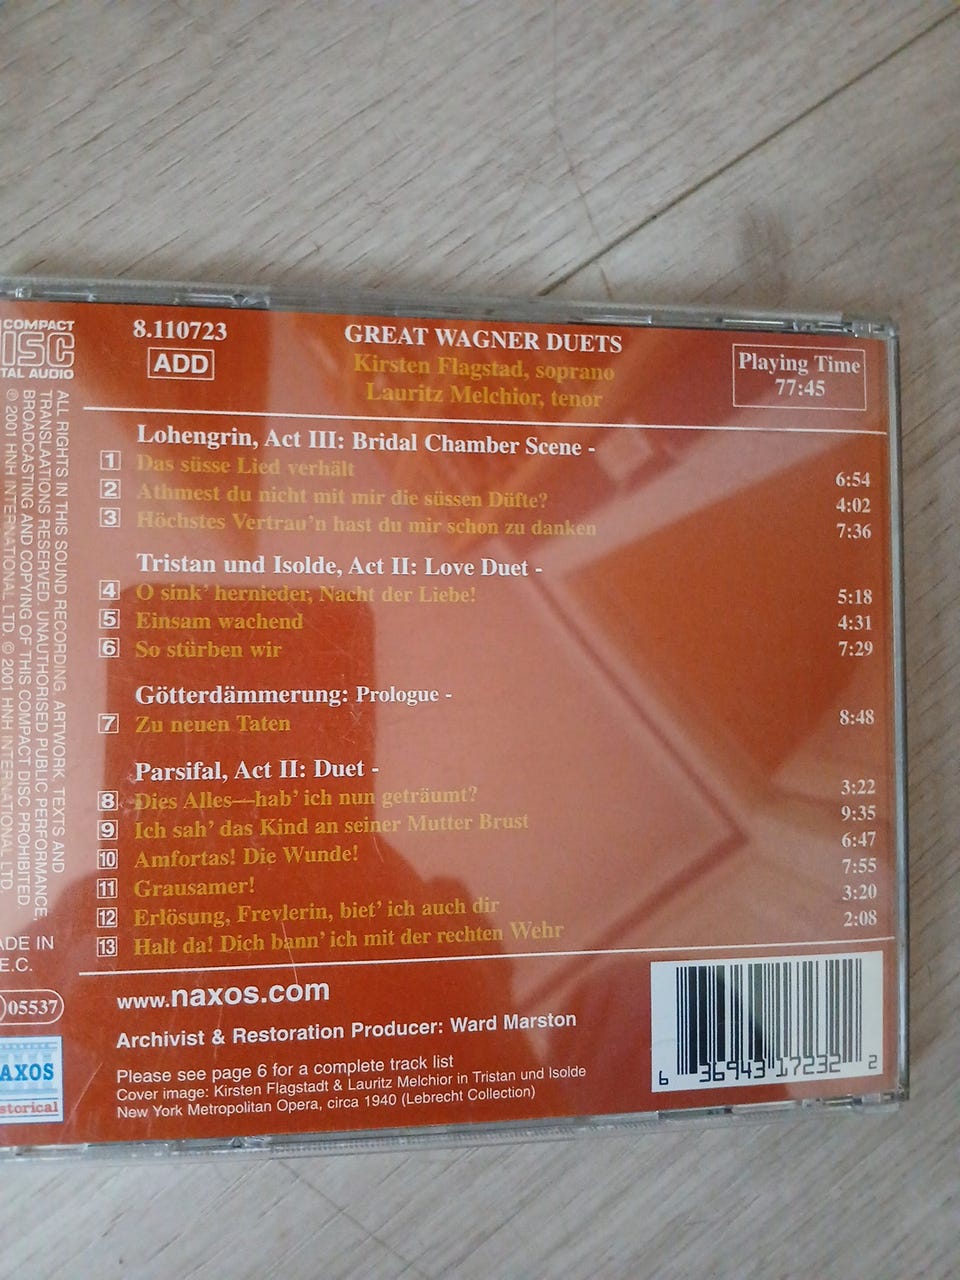 COMPACT
DISC
TAL AUDIO
8.110723
ADD
GREAT WAGNER DUETS
Kirsten Flagstad, soprano
Lauritz Melchior, tenor
Playing Time
77:45
Lohengrin, Act III: Bridal Chamber Scene -
1 Das süsse Lied verhält 6:54
2 Athmest du nicht mit mir die süssen Düfte? 4:02
3 Höchstes Vertrau'n hast du mir schon zu danken 7:36
Tristan und Isolde, Act II: Love Duet -
4 O sink' hernieder, Nacht der Liebe! 5:18
5 Einsam wachend 4:31
6 So stürben wir 7:29
Götterdämmerung: Prologue -
7 Zu neuen Taten 8:48
Parsifal, Act II: Duet -
8 Dies Alles—hab' ich nun geträumt? 3:22
9 Ich sah' das Kind an seiner Mutter Brust 9:35
10 Amfortas! Die Wunde! 6:47
11 Grausamer! 7:55
12 Erlösung, Frevlerin, biet' ich auch dir 3:20
13 Halt da! Dich bann' ich mit der rechten Wehr 2:08
www.naxos.com
Archivist & Restoration Producer: Ward Marston
Please see page 6 for a complete track list
Cover image: Kirsten Flagstadt & Lauritz Melchior in Tristan und Isolde
New York Metropolitan Opera, circa 1940 (Lebrecht Collection)
6 36943 17232 2
ALL RIGHTS IN THIS SOUND RECORDING, ARTWORK, TEXTS AND
TRANSLAATIONS RESERVED. UNAUTHORISED PUBLIC PERFORMANCE,
BROADCASTING AND COPYING OF THIS COMPACT DISC PROHIBITED.
℗ 2001 HNH INTERNATIONAL LTD. © 2001 HNH INTERNATIONAL LTD.
ADE IN
E.C.
05537
NAXOS
storical